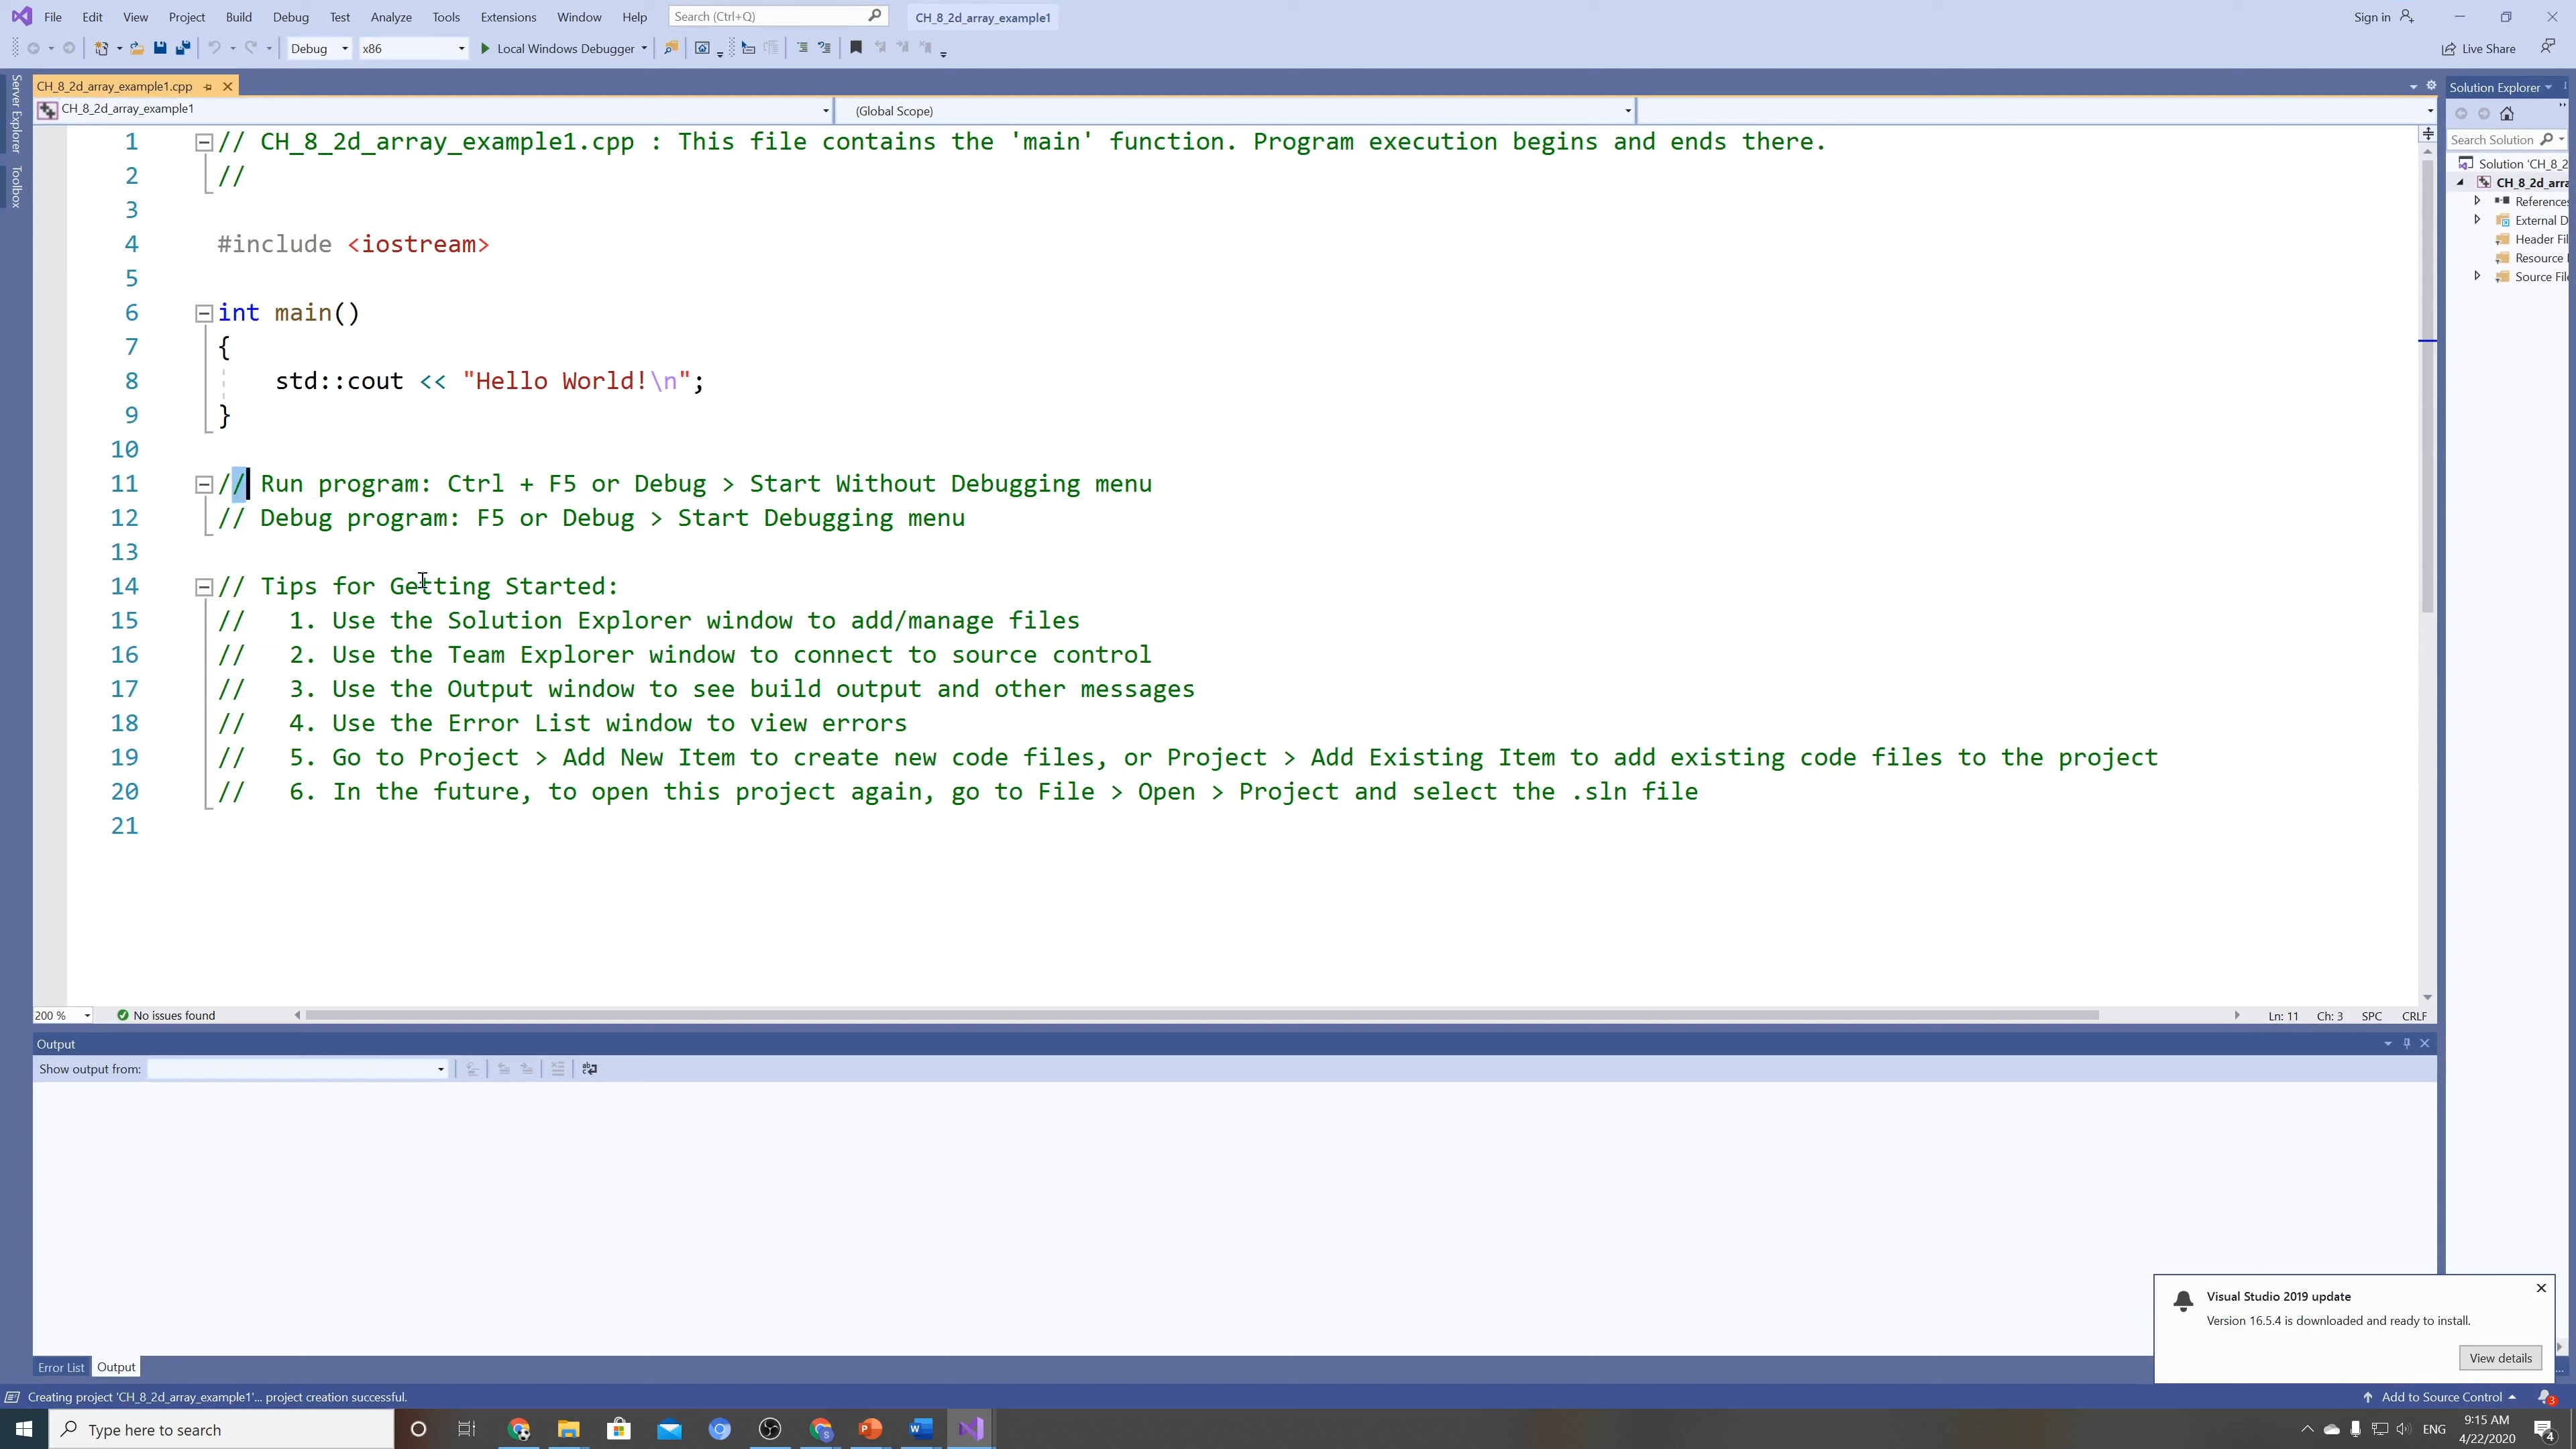 File Edit View Project Build Debug Test Analyze Tools Extensions Window Help Search (Ctrl+Q) CH_8_2d_array_example1 Sign in
Debug x86 Local Windows Debugger Live Share
Server Explorer
Toolbox
CH_8_2d_array_example1.cpp
CH_8_2d_array_example1 (Global Scope)
1 // CH_8_2d_array_example1.cpp : This file contains the 'main' function. Program execution begins and ends there.
2 //
3
4 #include <iostream>
5
6 int main()
7 {
8 std::cout << "Hello World!\n";
9 }
10
11 // Run program: Ctrl + F5 or Debug > Start Without Debugging menu
12 // Debug program: F5 or Debug > Start Debugging menu
13
14 // Tips for Getting Started:
15 //   1. Use the Solution Explorer window to add/manage files
16 //   2. Use the Team Explorer window to connect to source control
17 //   3. Use the Output window to see build output and other messages
18 //   4. Use the Error List window to view errors
19 //   5. Go to Project > Add New Item to create new code files, or Project > Add Existing Item to add existing code files to the project
20 //   6. In the future, to open this project again, go to File > Open > Project and select the .sln file
21
200 % No issues found Ln: 11 Ch: 3 SPC CRLF
Solution Explorer
Search Solution
Solution 'CH_8_2
CH_8_2d_arra
References
External D
Header Fil
Resource
Source File
Output
Show output from:
Visual Studio 2019 update
Version 16.5.4 is downloaded and ready to install.
View details
Error List Output
Creating project 'CH_8_2d_array_example1'... project creation successful. Add to Source Control 3
Type here to search ENG 9:15 AM
4/22/2020 4